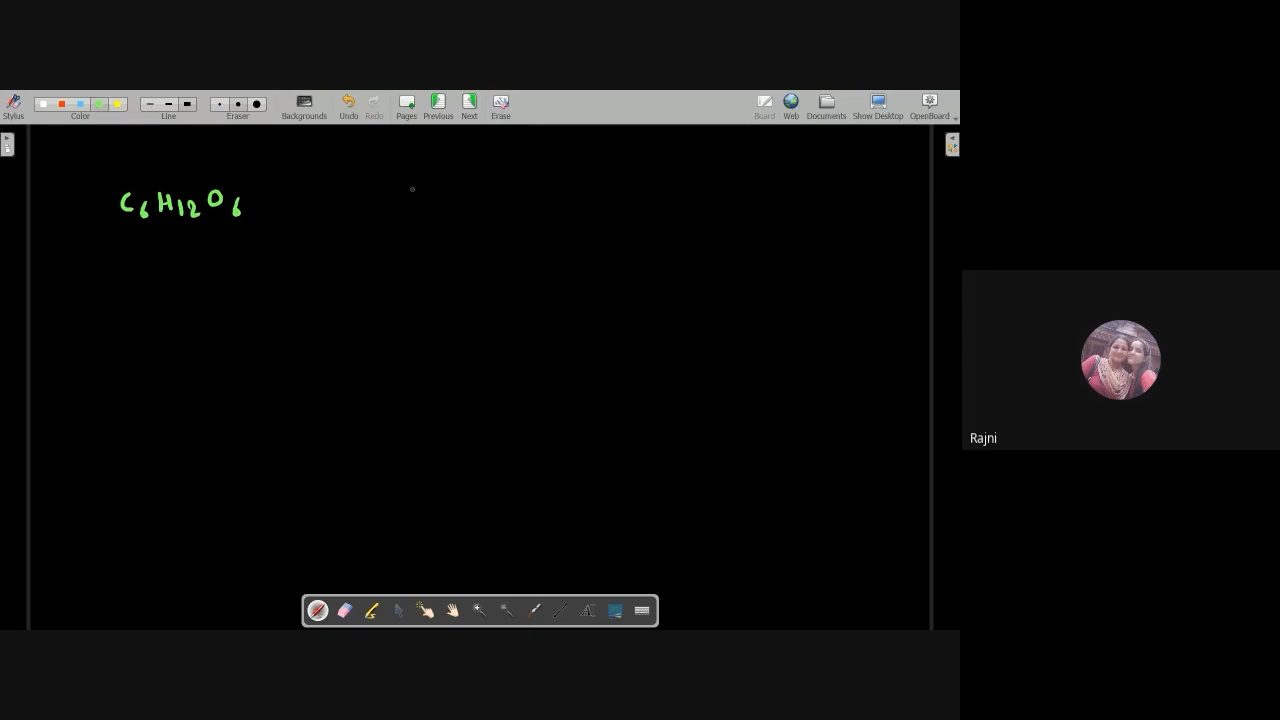 Stylus Color Line Eraser Backgrounds Undo Redo Pages Previous Next Erase Board Web Documents Show Desktop OpenBoard
C6H12O6
Rajni